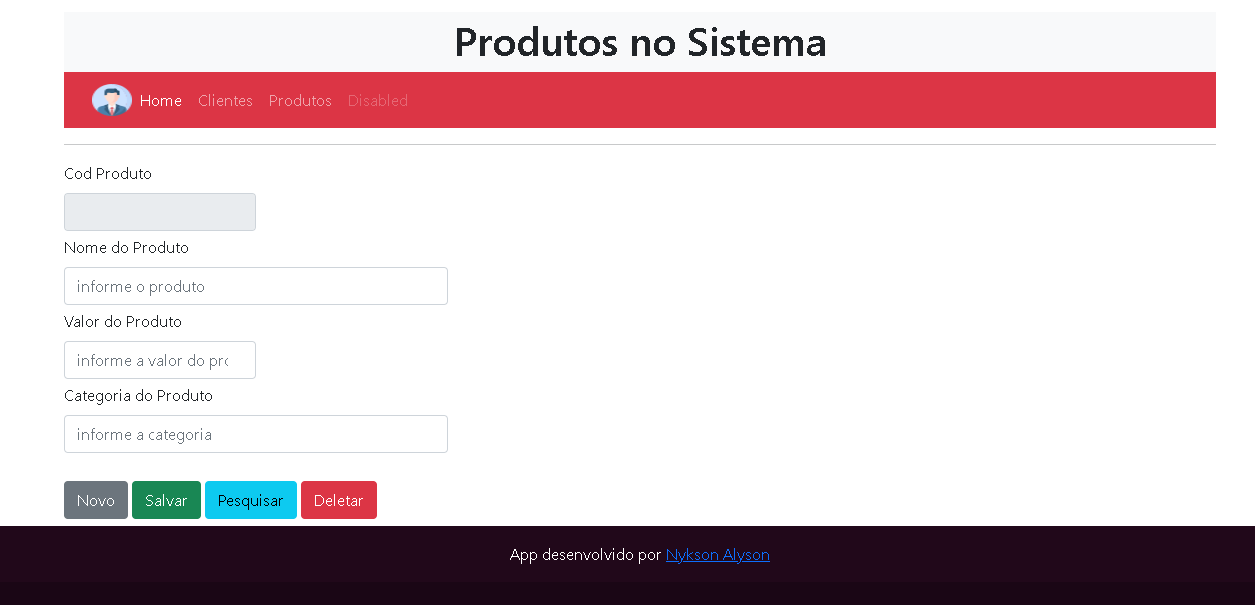 Produtos no Sistema
Home Clientes Produtos Disabled
Cod Produto
Nome do Produto
informe o produto
Valor do Produto
informe a valor do pro
Categoria do Produto
informe a categoria
Novo Salvar Pesquisar Deletar
App desenvolvido por Nykson Alyson